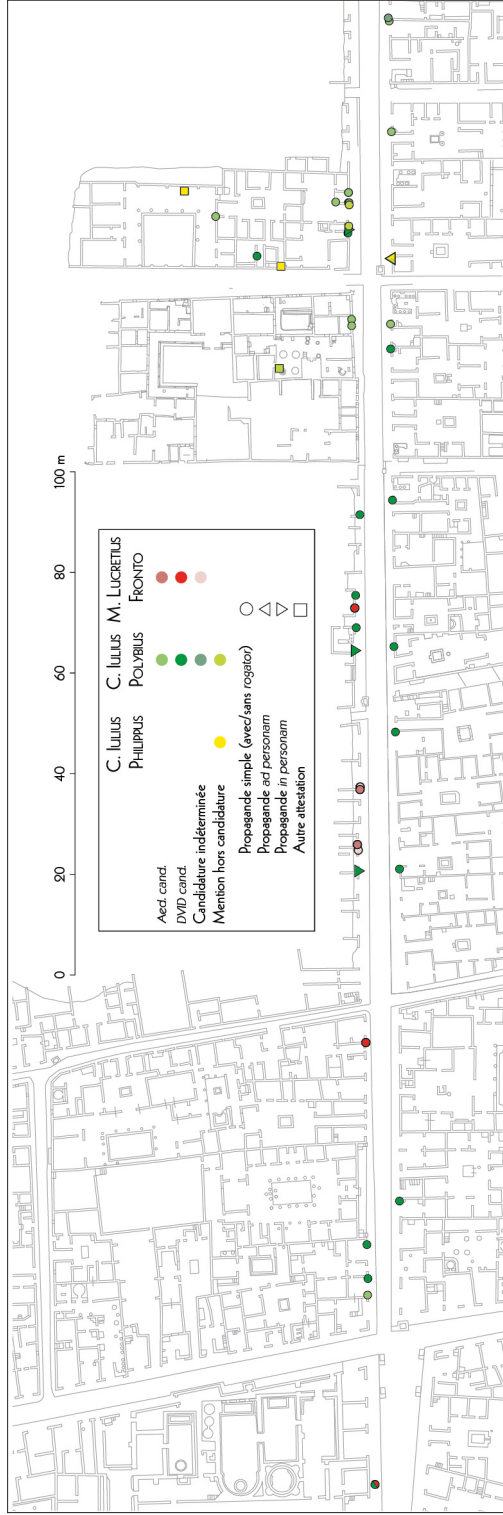 0 20 40 60 80 100 m
C. Iulius Philippus
C. Iulius Polybius
M. Lucretius Fronto
Aed. cand.
DVID cand.
Candidature indéterminée
Mention hors candidature
Propagande simple (avec/sans rogator)
Propagande ad personam
Propagande in personam
Autre attestation